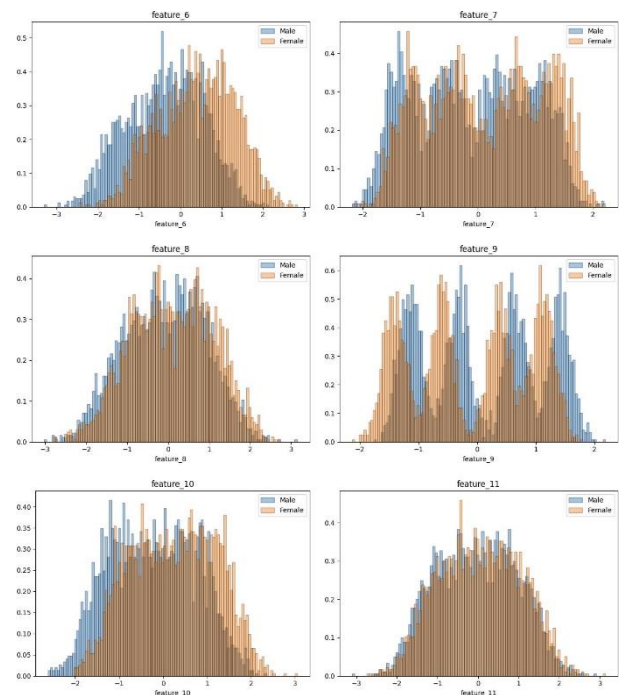 feature_6
Male
Female
0.5
0.4
0.3
0.2
0.1
0.0
-3 -2 -1 0 1 2 3
feature_6
feature_7
Male
Female
0.4
0.3
0.2
0.1
0.0
-2 -1 0 1 2
feature_7
feature_8
Male
Female
0.4
0.3
0.2
0.1
0.0
-3 -2 -1 0 1 2 3
feature_8
feature_9
Male
Female
0.6
0.5
0.4
0.3
0.2
0.1
0.0
-2 -1 0 1 2
feature_9
feature_10
Male
Female
0.40
0.35
0.30
0.25
0.20
0.15
0.10
0.05
0.00
-2 -1 0 1 2 3
feature_10
feature_11
Male
Female
0.4
0.3
0.2
0.1
0.0
-3 -2 -1 0 1 2 3
feature_11